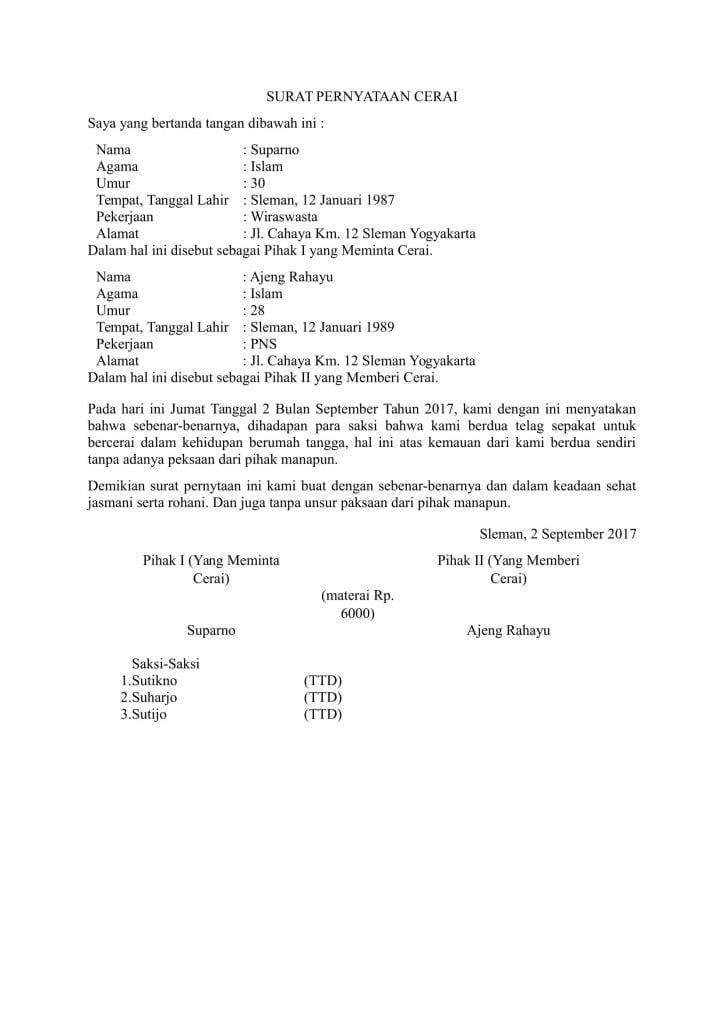 SURAT PERNYATAAN CERAI
Saya yang bertanda tangan dibawah ini :
Nama : Suparno
Agama : Islam
Umur : 30
Tempat, Tanggal Lahir : Sleman, 12 Januari 1987
Pekerjaan : Wiraswasta
Alamat : Jl. Cahaya Km. 12 Sleman Yogyakarta
Dalam hal ini disebut sebagai Pihak I yang Meminta Cerai.
Nama : Ajeng Rahayu
Agama : Islam
Umur : 28
Tempat, Tanggal Lahir : Sleman, 12 Januari 1989
Pekerjaan : PNS
Alamat : Jl. Cahaya Km. 12 Sleman Yogyakarta
Dalam hal ini disebut sebagai Pihak II yang Memberi Cerai.
Pada hari ini Jumat Tanggal 2 Bulan September Tahun 2017, kami dengan ini menyatakan
bahwa sebenar-benarnya, dihadapan para saksi bahwa kami berdua telag sepakat untuk
bercerai dalam kehidupan berumah tangga, hal ini atas kemauan dari kami berdua sendiri
tanpa adanya peksaan dari pihak manapun.
Demikian surat pernytaan ini kami buat dengan sebenar-benarnya dan dalam keadaan sehat
jasmani serta rohani. Dan juga tanpa unsur paksaan dari pihak manapun.
Sleman, 2 September 2017
Pihak I (Yang Meminta Pihak II (Yang Memberi
Cerai) Cerai)
(materai Rp.
6000)
Suparno Ajeng Rahayu
Saksi-Saksi
1.Sutikno (TTD)
2.Suharjo (TTD)
3.Sutijo (TTD)